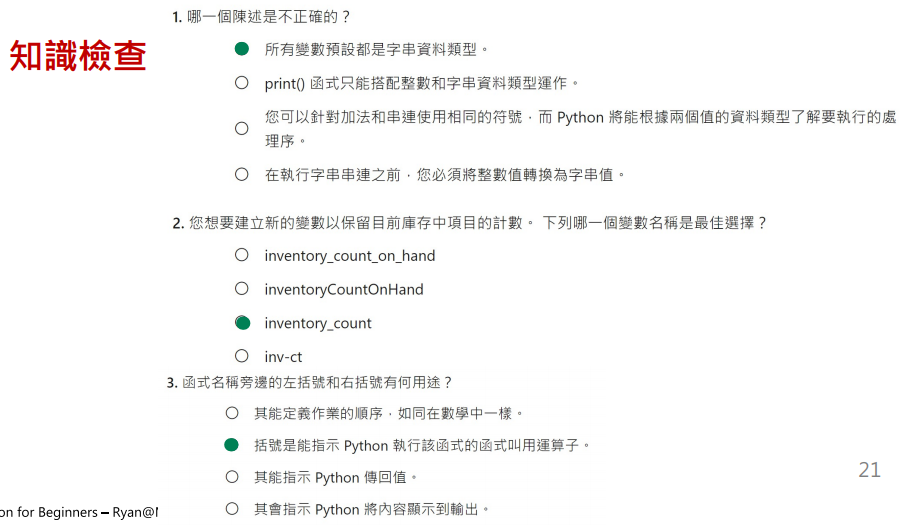 知識檢查
1. 哪一個陳述是不正確的？
所有變數預設都是字串資料類型。
print() 函式只能搭配整數和字串資料類型運作。
您可以針對加法和串連使用相同的符號，而 Python 將能根據兩個值的資料類型了解要執行的處
理序。
在執行字串串連之前，您必須將整數值轉換為字串值。
2. 您想要建立新的變數以保留目前庫存中項目的計數。 下列哪一個變數名稱是最佳選擇？
inventory_count_on_hand
inventoryCountOnHand
inventory_count
inv-ct
3. 函式名稱旁邊的左括號和右括號有何用途？
其能定義作業的順序，如同在數學中一樣。
括號是能指示 Python 執行該函式的函式叫用運算子。
其能指示 Python 傳回值。
其會指示 Python 將內容顯示到輸出。
21
on for Beginners – Ryan@